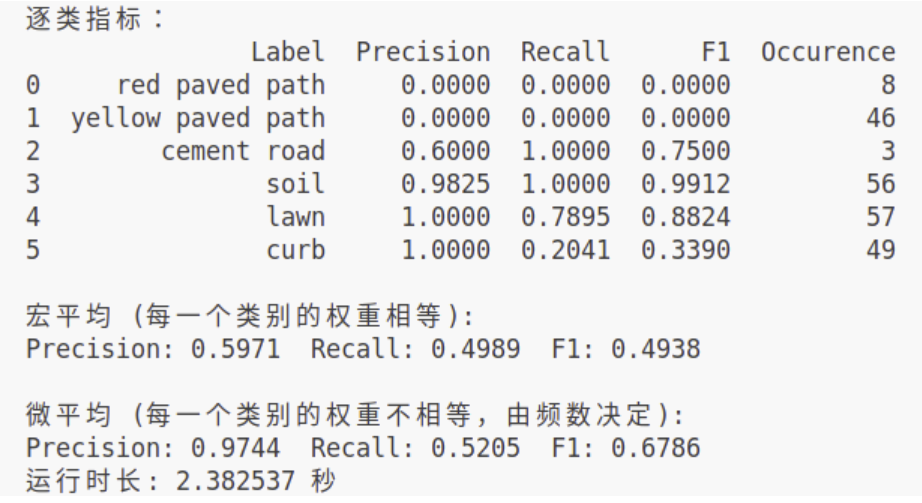 逐类指标：
Label Precision Recall F1 Occurence
0 red paved path 0.0000 0.0000 0.0000 8
1 yellow paved path 0.0000 0.0000 0.0000 46
2 cement road 0.6000 1.0000 0.7500 3
3 soil 0.9825 1.0000 0.9912 56
4 lawn 1.0000 0.7895 0.8824 57
5 curb 1.0000 0.2041 0.3390 49
宏平均 (每一个类别的权重相等):
Precision: 0.5971 Recall: 0.4989 F1: 0.4938
微平均 (每一个类别的权重不相等，由频数决定):
Precision: 0.9744 Recall: 0.5205 F1: 0.6786
运行时长: 2.382537 秒